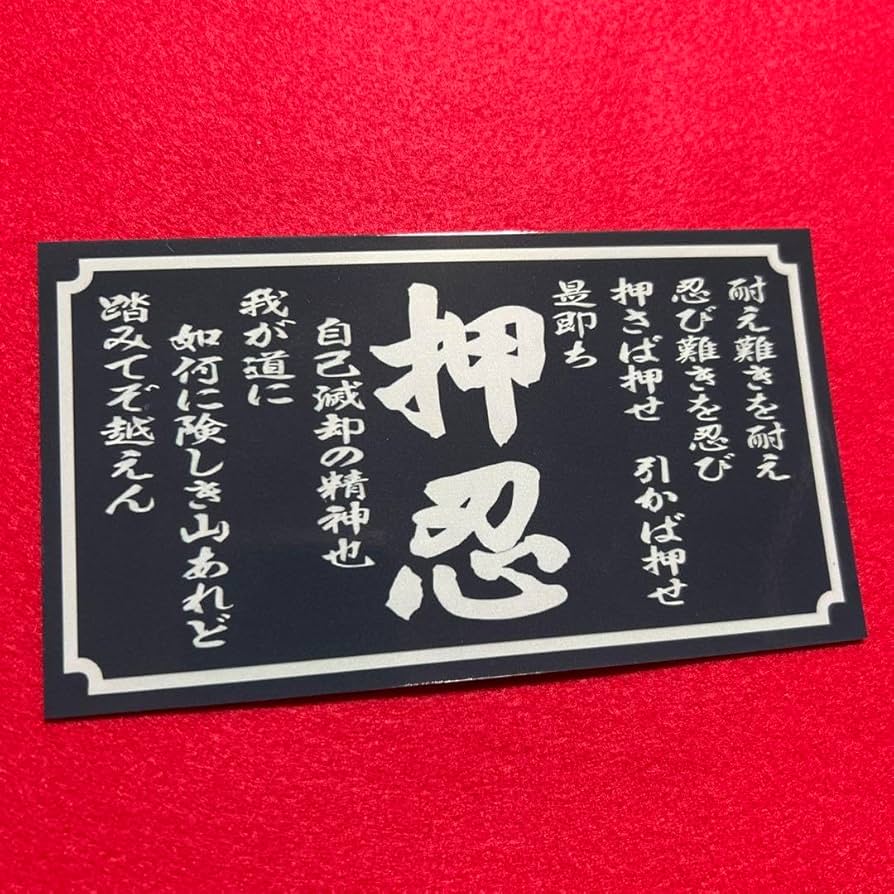 耐え難きを耐え
忍び難きを忍び
押さば押せ　引かば押せ
是即ち
押忍
自己滅却の精神也
我が道に
如何に険しき山あれど
踏みてぞ越えん